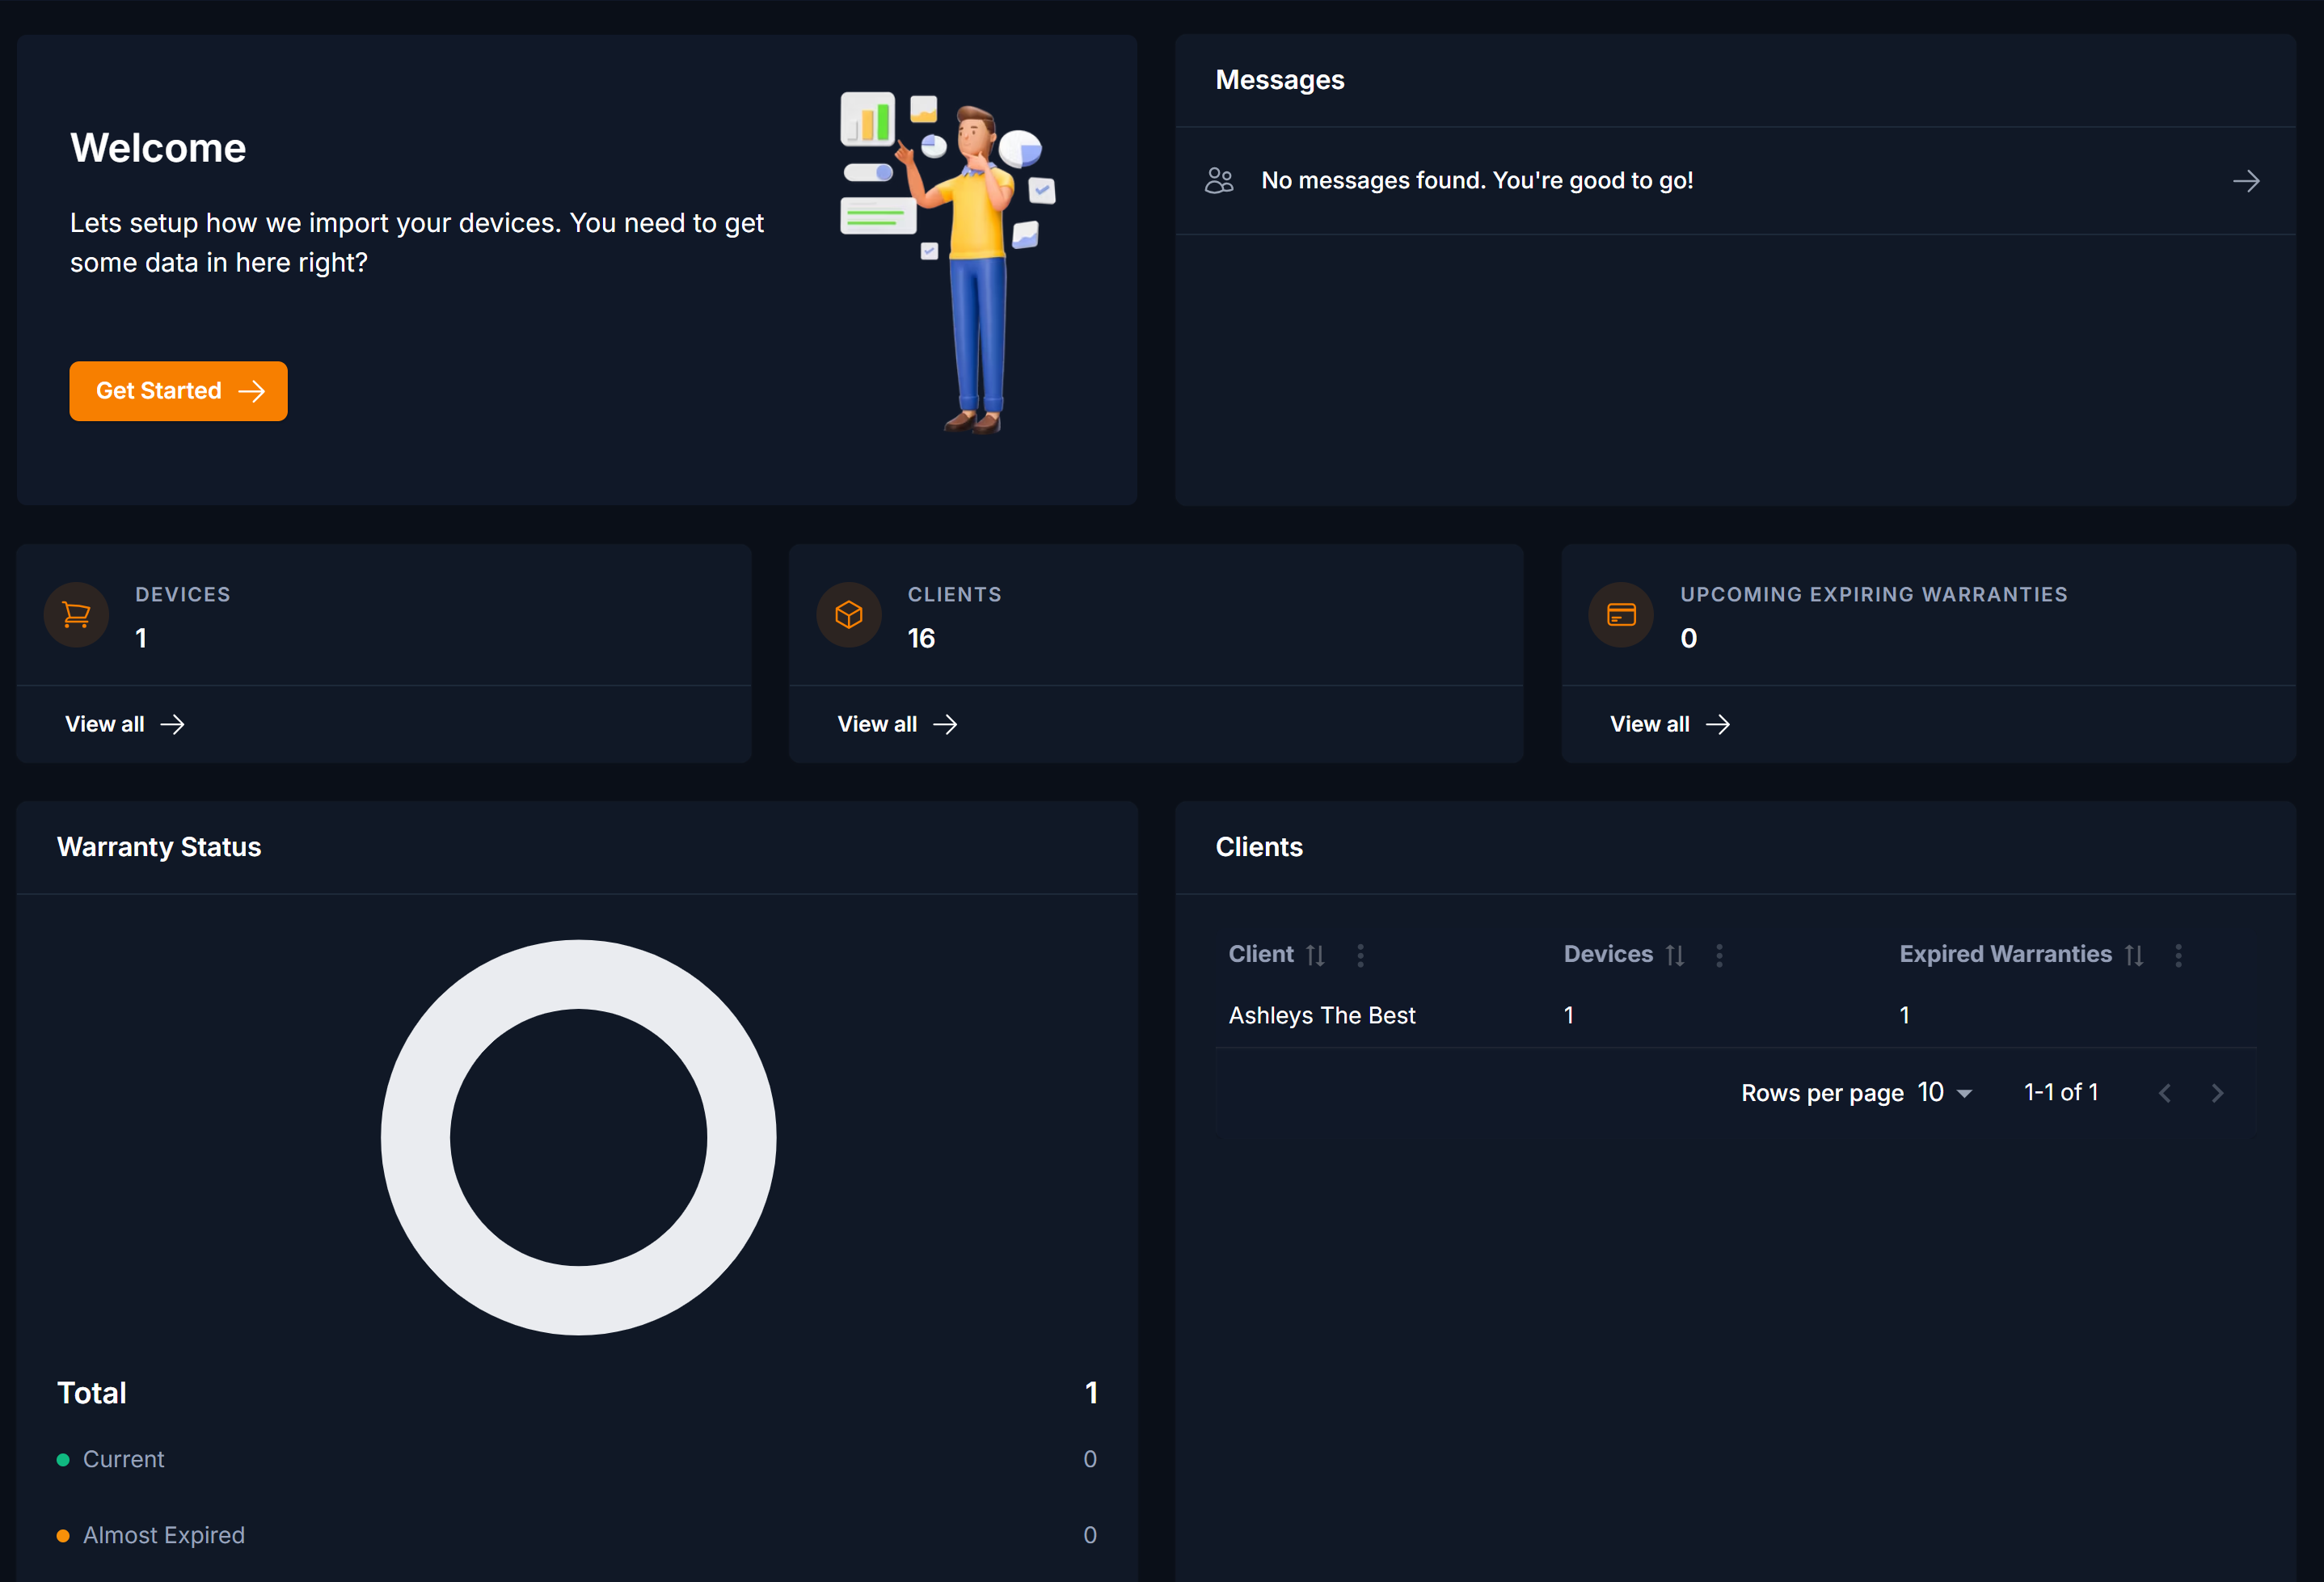 Welcome
Lets setup how we import your devices. You need to get
some data in here right?
Get Started
Messages
No messages found. You're good to go!
DEVICES
1
View all
CLIENTS
16
View all
UPCOMING EXPIRING WARRANTIES
0
View all
Warranty Status
Total 1
Current 0
Almost Expired 0
Clients
Client Devices Expired Warranties
Ashleys The Best 1 1
Rows per page 10 1-1 of 1